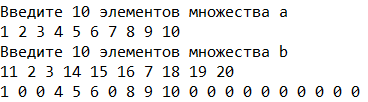 Введите 10 элементов множества a
1 2 3 4 5 6 7 8 9 10
Введите 10 элементов множества b
11 2 3 14 15 16 7 18 19 20
1 0 0 4 5 6 0 8 9 10 0 0 0 0 0 0 0 0 0 0